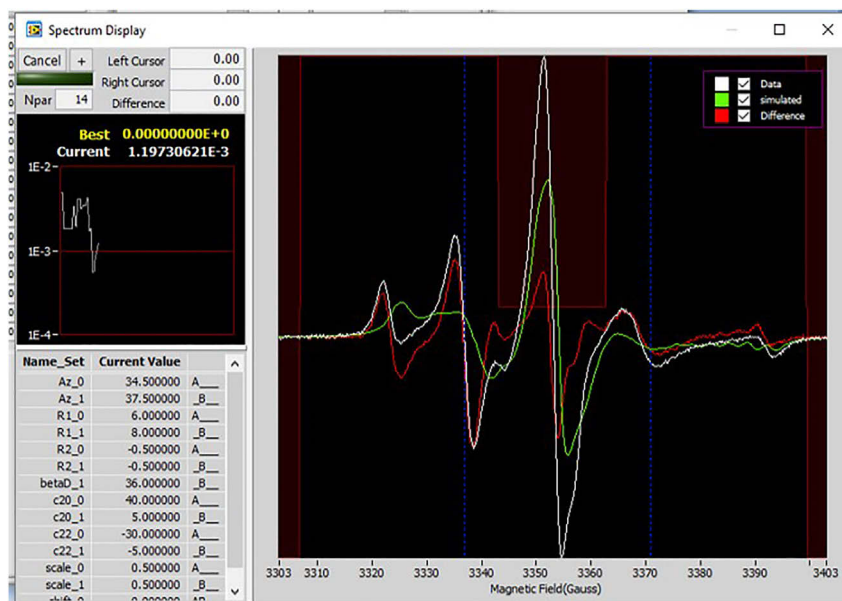 Spectrum Display
Cancel + Left Cursor 0.00
Right Cursor 0.00
Npar 14 Difference 0.00
Best 0.00000000E+0
Current 1.19730621E-3
1E-2
1E-3
1E-4
Data
simulated
Difference
Name_Set Current Value
Az_0 34.500000 A___
Az_1 37.500000 _B__
R1_0 6.000000 A___
R1_1 8.000000 _B__
R2_0 -0.500000 A___
R2_1 -0.500000 _B__
betaD_1 36.000000 _B__
c20_0 40.000000 A___
c20_1 5.000000 _B__
c22_0 -30.000000 A___
c22_1 -5.000000 _B__
scale_0 0.500000 A___
scale_1 0.500000 _B__
3303 3310 3320 3330 3340 3350 3360 3370 3380 3390 3403
Magnetic Field(Gauss)